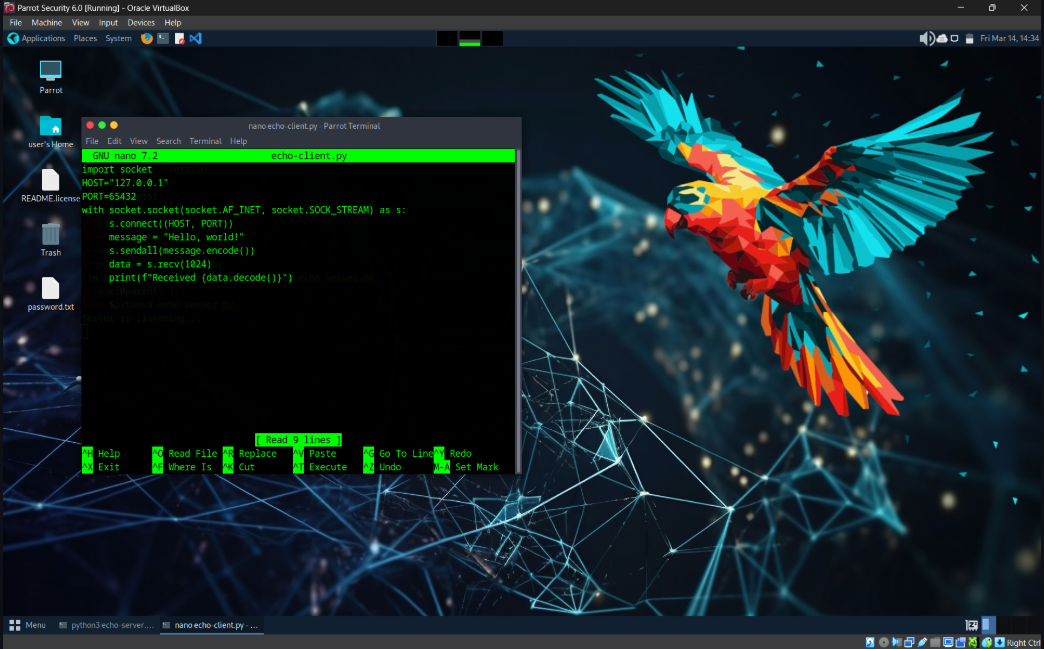 Parrot Security 6.0 [Running] - Oracle VirtualBox
File Machine View Input Devices Help
Applications Places System Fri Mar 14, 14:34
Parrot
user's Home
README.license
Trash
password.txt
nano echo-client.py - Parrot Terminal
File Edit View Search Terminal Help
GNU nano 7.2 echo-client.py
import socket
HOST="127.0.0.1"
PORT=65432
with socket.socket(socket.AF_INET, socket.SOCK_STREAM) as s:
    s.connect((HOST, PORT))
    message = "Hello, world!"
    s.sendall(message.encode())
    data = s.recv(1024)
    print(f"Received {data.decode()}")
[ Read 9 lines ]
^H Help ^O Read File ^R Replace ^V Paste ^G Go To Line ^Y Redo
^X Exit ^F Where Is ^K Cut ^T Execute ^Z Undo M-A Set Mark
Menu python3 echo-server.... nano echo-client.py - ...
Right Ctrl